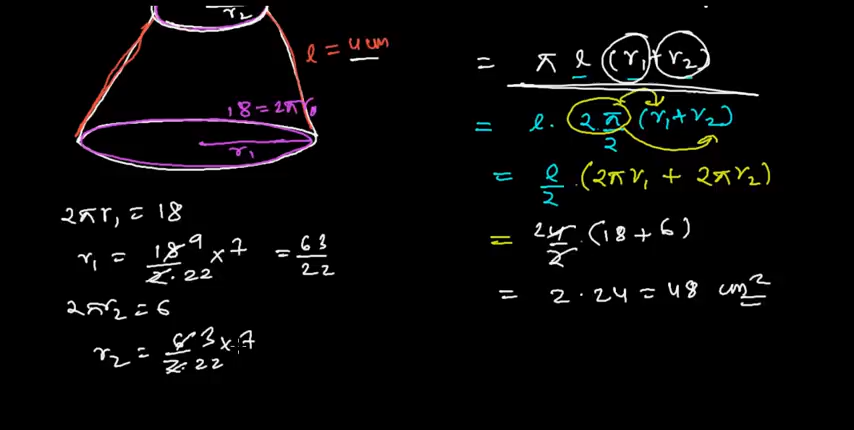 r₂
l = 4 cm
18 = 2πr
r₁
2πr₁ = 18
r₁ = 18 9 / 2·22 × 7 = 63/22
2πr₂ = 6
r₂ = 6 3 / 2·22 × 7
= π l (r₁ + r₂)
= l · 2π/2 (r₁ + r₂)
= l/2 · (2πr₁ + 2πr₂)
= 2 4/2 · (18 + 6)
= 2 · 24 = 48 cm²